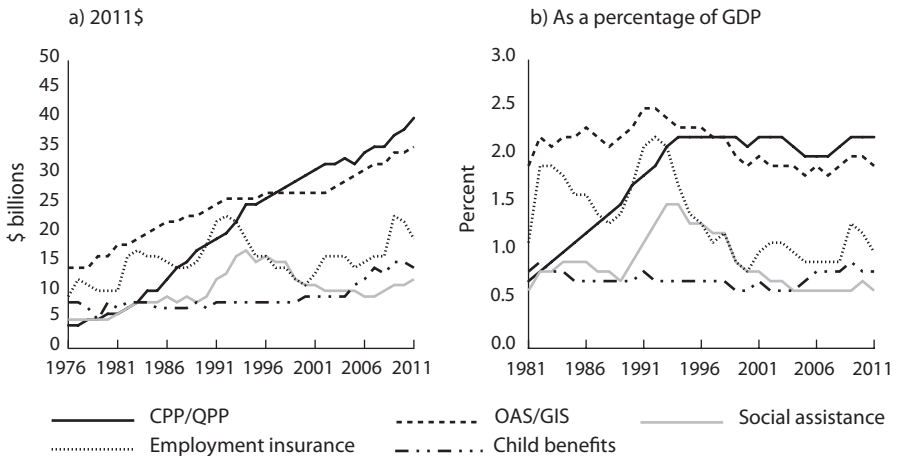 a) 2011$
b) As a percentage of GDP
$ billions
50
45
40
35
30
25
20
15
10
5
0
1976 1981 1986 1991 1996 2001 2006 2011
Percent
3.0
2.5
2.0
1.5
1.0
0.5
0.0
1981 1986 1991 1996 2001 2006 2011
CPP/QPP OAS/GIS Social assistance
Employment insurance Child benefits